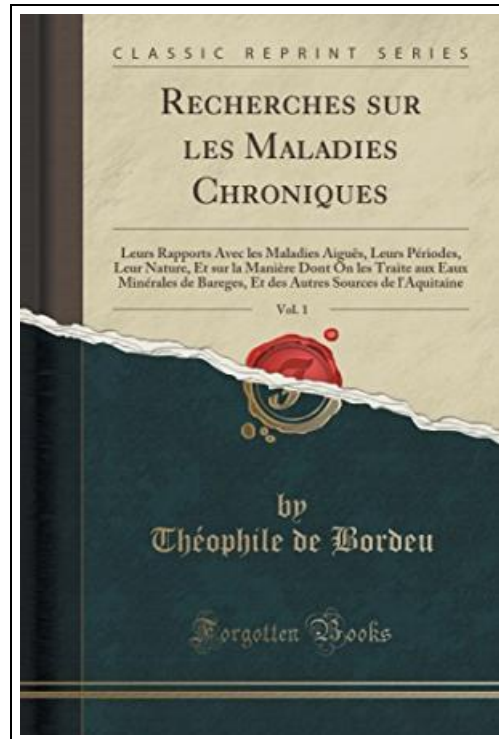 CLASSIC REPRINT SERIES
RECHERCHES SUR
LES MALADIES
CHRONIQUES
Leurs Rapports Avec les Maladies Aiguës, Leurs Périodes,
Leur Nature, Et sur la Manière Dont On les Traite aux Eaux
Minérales de Bareges, Et des Autres Sources de l'Aquitaine
Vol. 1
by
Théophile de Bordeu
Forgotten Books